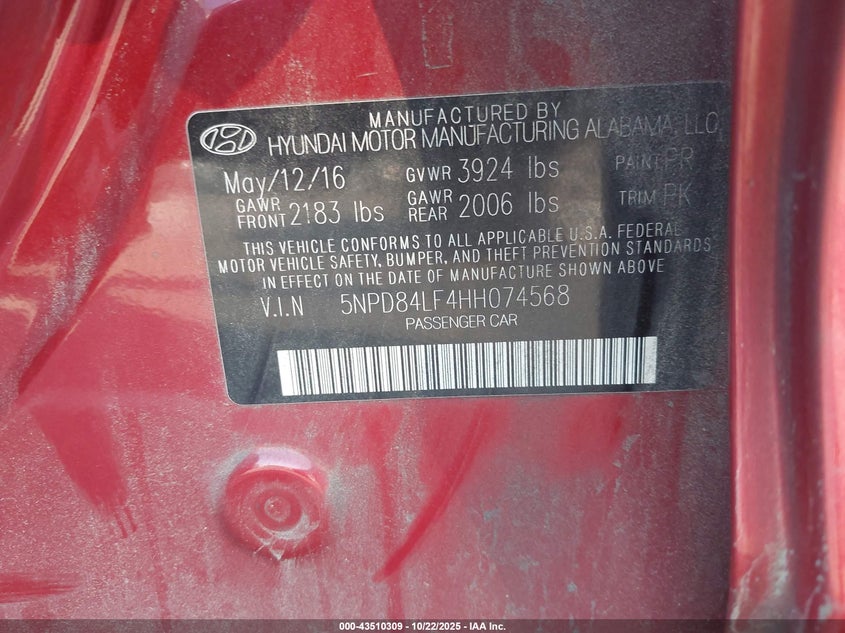 MANUFACTURED BY
HYUNDAI MOTOR MANUFACTURING ALABAMA, LLC
May/12/16 GVWR 3924 lbs PAINT PR
GAWR FRONT 2183 lbs GAWR REAR 2006 lbs TRIM PK
THIS VEHICLE CONFORMS TO ALL APPLICABLE U.S.A. FEDERAL
MOTOR VEHICLE SAFETY, BUMPER, AND THEFT PREVENTION STANDARDS
IN EFFECT ON THE DATE OF MANUFACTURE SHOWN ABOVE
V.I.N 5NPD84LF4HH074568
PASSENGER CAR
000-43510309 - 10/22/2025 - IAA Inc.